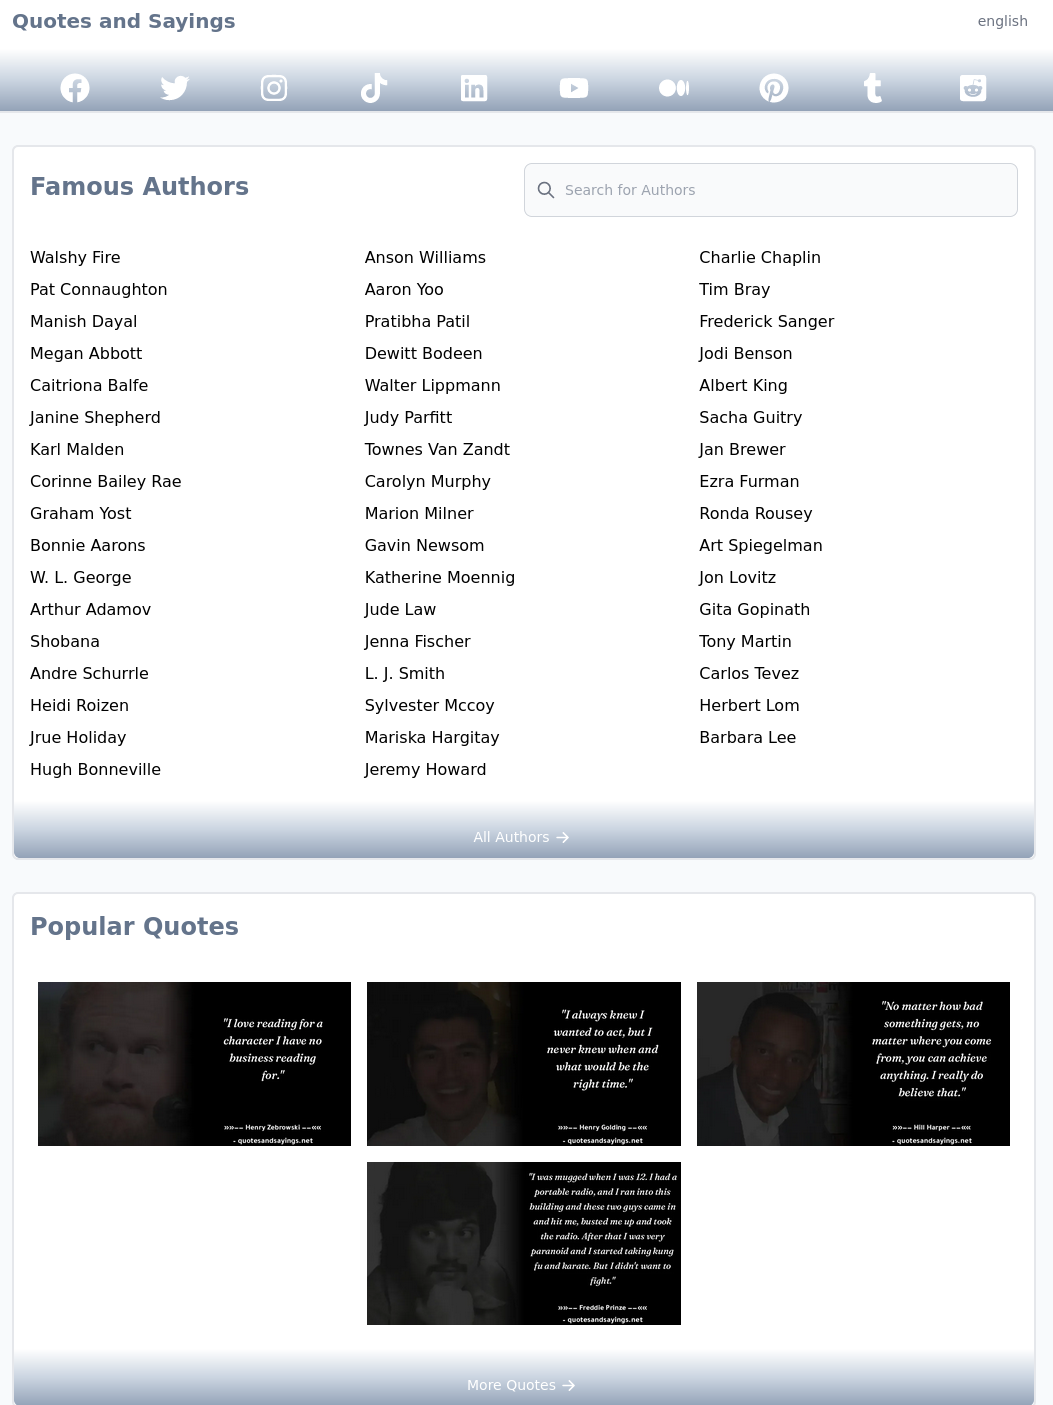 Quotes and Sayings
english
Famous Authors
Search for Authors
Walshy Fire
Pat Connaughton
Manish Dayal
Megan Abbott
Caitriona Balfe
Janine Shepherd
Karl Malden
Corinne Bailey Rae
Graham Yost
Bonnie Aarons
W. L. George
Arthur Adamov
Shobana
Andre Schurrle
Heidi Roizen
Jrue Holiday
Hugh Bonneville
Anson Williams
Aaron Yoo
Pratibha Patil
Dewitt Bodeen
Walter Lippmann
Judy Parfitt
Townes Van Zandt
Carolyn Murphy
Marion Milner
Gavin Newsom
Katherine Moennig
Jude Law
Jenna Fischer
L. J. Smith
Sylvester Mccoy
Mariska Hargitay
Jeremy Howard
Charlie Chaplin
Tim Bray
Frederick Sanger
Jodi Benson
Albert King
Sacha Guitry
Jan Brewer
Ezra Furman
Ronda Rousey
Art Spiegelman
Jon Lovitz
Gita Gopinath
Tony Martin
Carlos Tevez
Herbert Lom
Barbara Lee
All Authors →
Popular Quotes
"I love reading for a
character I have no
business reading
for."
»»–– Henry Zebrowski ––««
- quotesandsayings.net
"I always knew I
wanted to act, but I
never knew when and
what would be the
right time."
»»–– Henry Golding ––««
- quotesandsayings.net
"No matter how bad
something gets, no
matter where you come
from, you can achieve
anything. I really do
believe that."
»»–– Hill Harper ––««
- quotesandsayings.net
"I was mugged when I was 12. I had a
portable radio, and I ran into this
building and these two guys came in
and hit me, busted me up and took
the radio. After that I was very
paranoid and I started taking kung
fu and karate. But I didn't want to
fight."
»»–– Freddie Prinze ––««
- quotesandsayings.net
More Quotes →